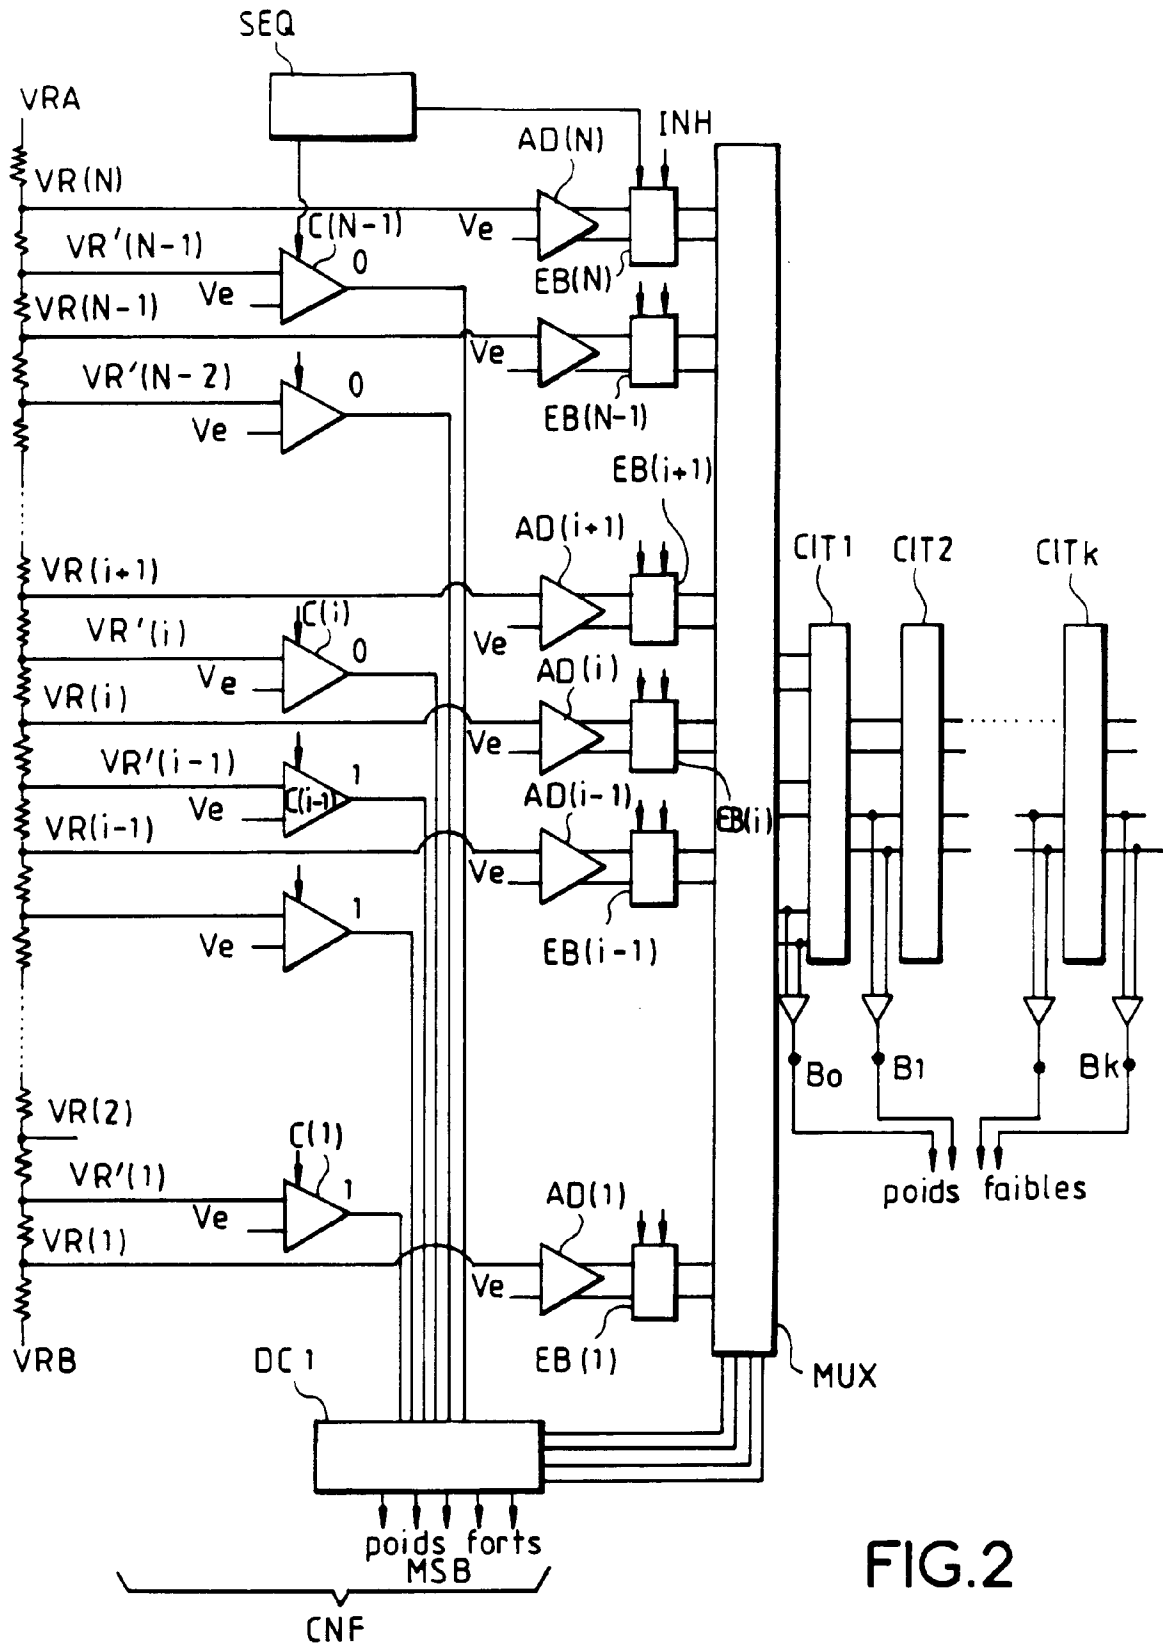 SEQ
VRA
INH
AD(N)
VR(N)
Ve
C(N-1)
VR'(N-1)
0
EB(N)
Ve
VR(N-1)
Ve
VR'(N-2)
0
EB(N-1)
Ve
EB(i+1)
AD(i+1)
CIT1
CIT2
CITk
VR(i+1)
C(i)
VR'(i)
0
Ve
Ve
AD(i)
VR(i)
Ve
VR'(i-1)
1
C(i-1)
AD(i-1)
Ve
EB(i)
VR(i-1)
Ve
1
Ve
EB(i-1)
Bo
B1
Bk
VR(2)
C(1)
VR'(1)
1
AD(1)
poids faibles
Ve
VR(1)
Ve
VRB
DC1
EB(1)
MUX
poids forts
MSB
CNF
FIG.2